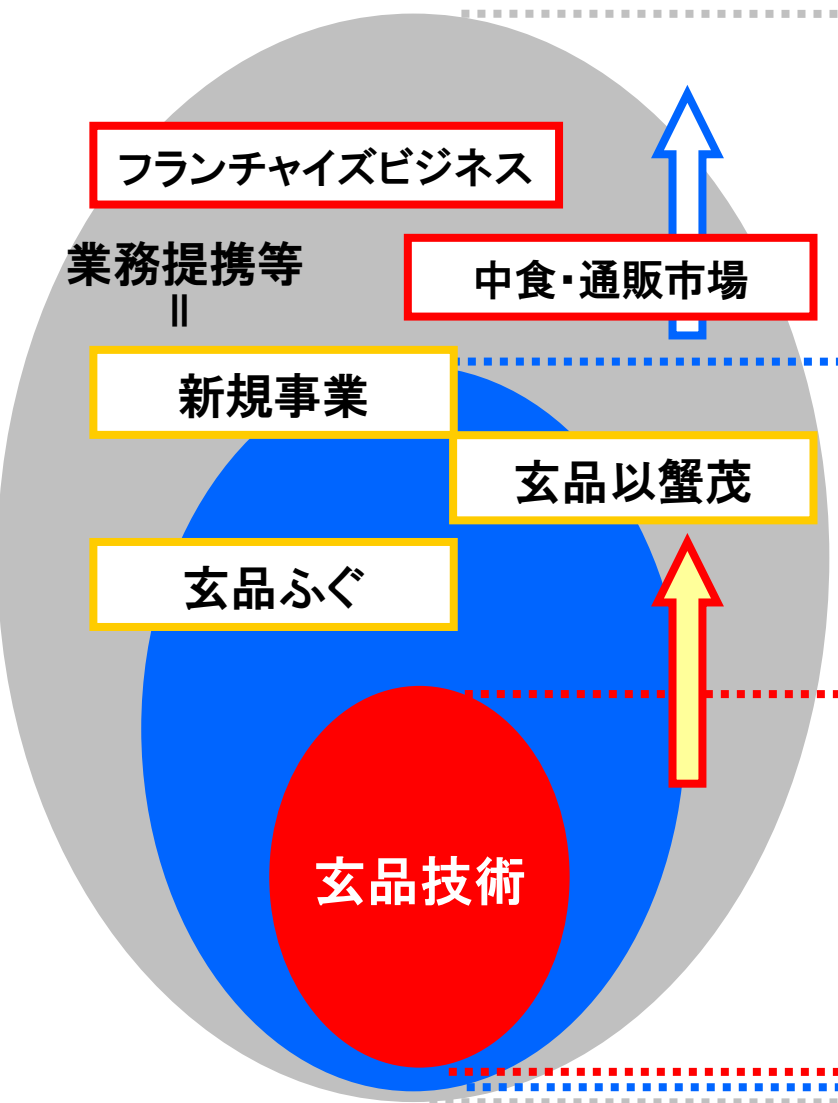 フランチャイズビジネス
業務提携等
＝
中食・通販市場
新規事業
玄品以蟹茂
玄品ふぐ
玄品技術